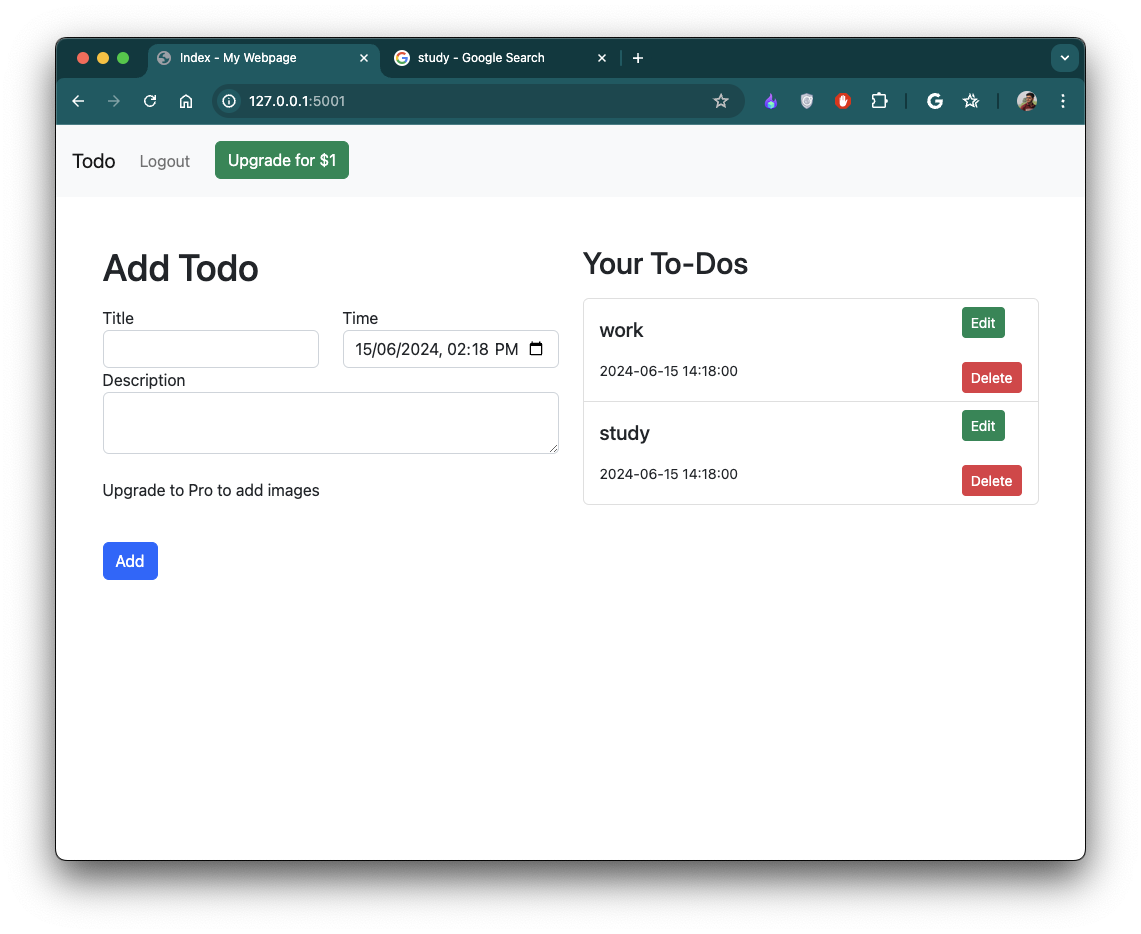 Index - My Webpage
study - Google Search
127.0.0.1:5001
Todo Logout Upgrade for $1
Add Todo
Title Time
15/06/2024, 02:18 PM
Description
Upgrade to Pro to add images
Add
Your To-Dos
work
Edit
2024-06-15 14:18:00
Delete
study
Edit
2024-06-15 14:18:00
Delete